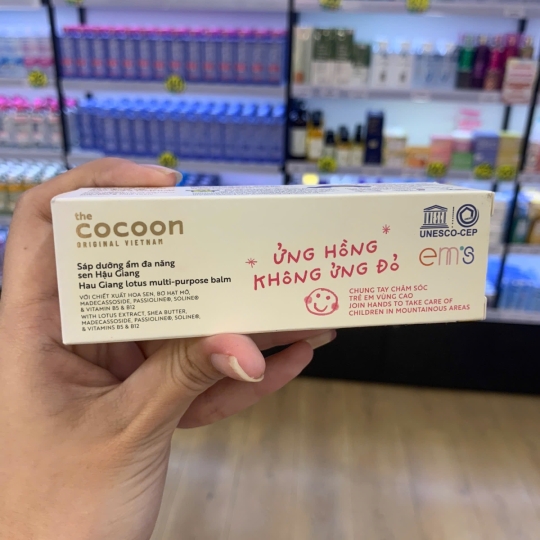 the
cocoon
ORIGINAL VIETNAM
Sáp dưỡng ẩm đa năng
sen Hậu Giang
Hau Giang lotus multi-purpose balm
VỚI CHIẾT XUẤT HOA SEN, BƠ HẠT MỠ,
MADECASSOSIDE, PASSIOLINE®, SOLINE®
& VITAMIN B5 & B12
WITH LOTUS EXTRACT, SHEA BUTTER,
MADECASSOSIDE, PASSIOLINE®, SOLINE®,
& VITAMINS B5 & B12
ỬNG HỒNG
KHÔNG ỬNG ĐỎ
UNESCO-CEP
em's
CHUNG TAY CHĂM SÓC
TRẺ EM VÙNG CAO
JOIN HANDS TO TAKE CARE OF
CHILDREN IN MOUNTAINOUS AREAS